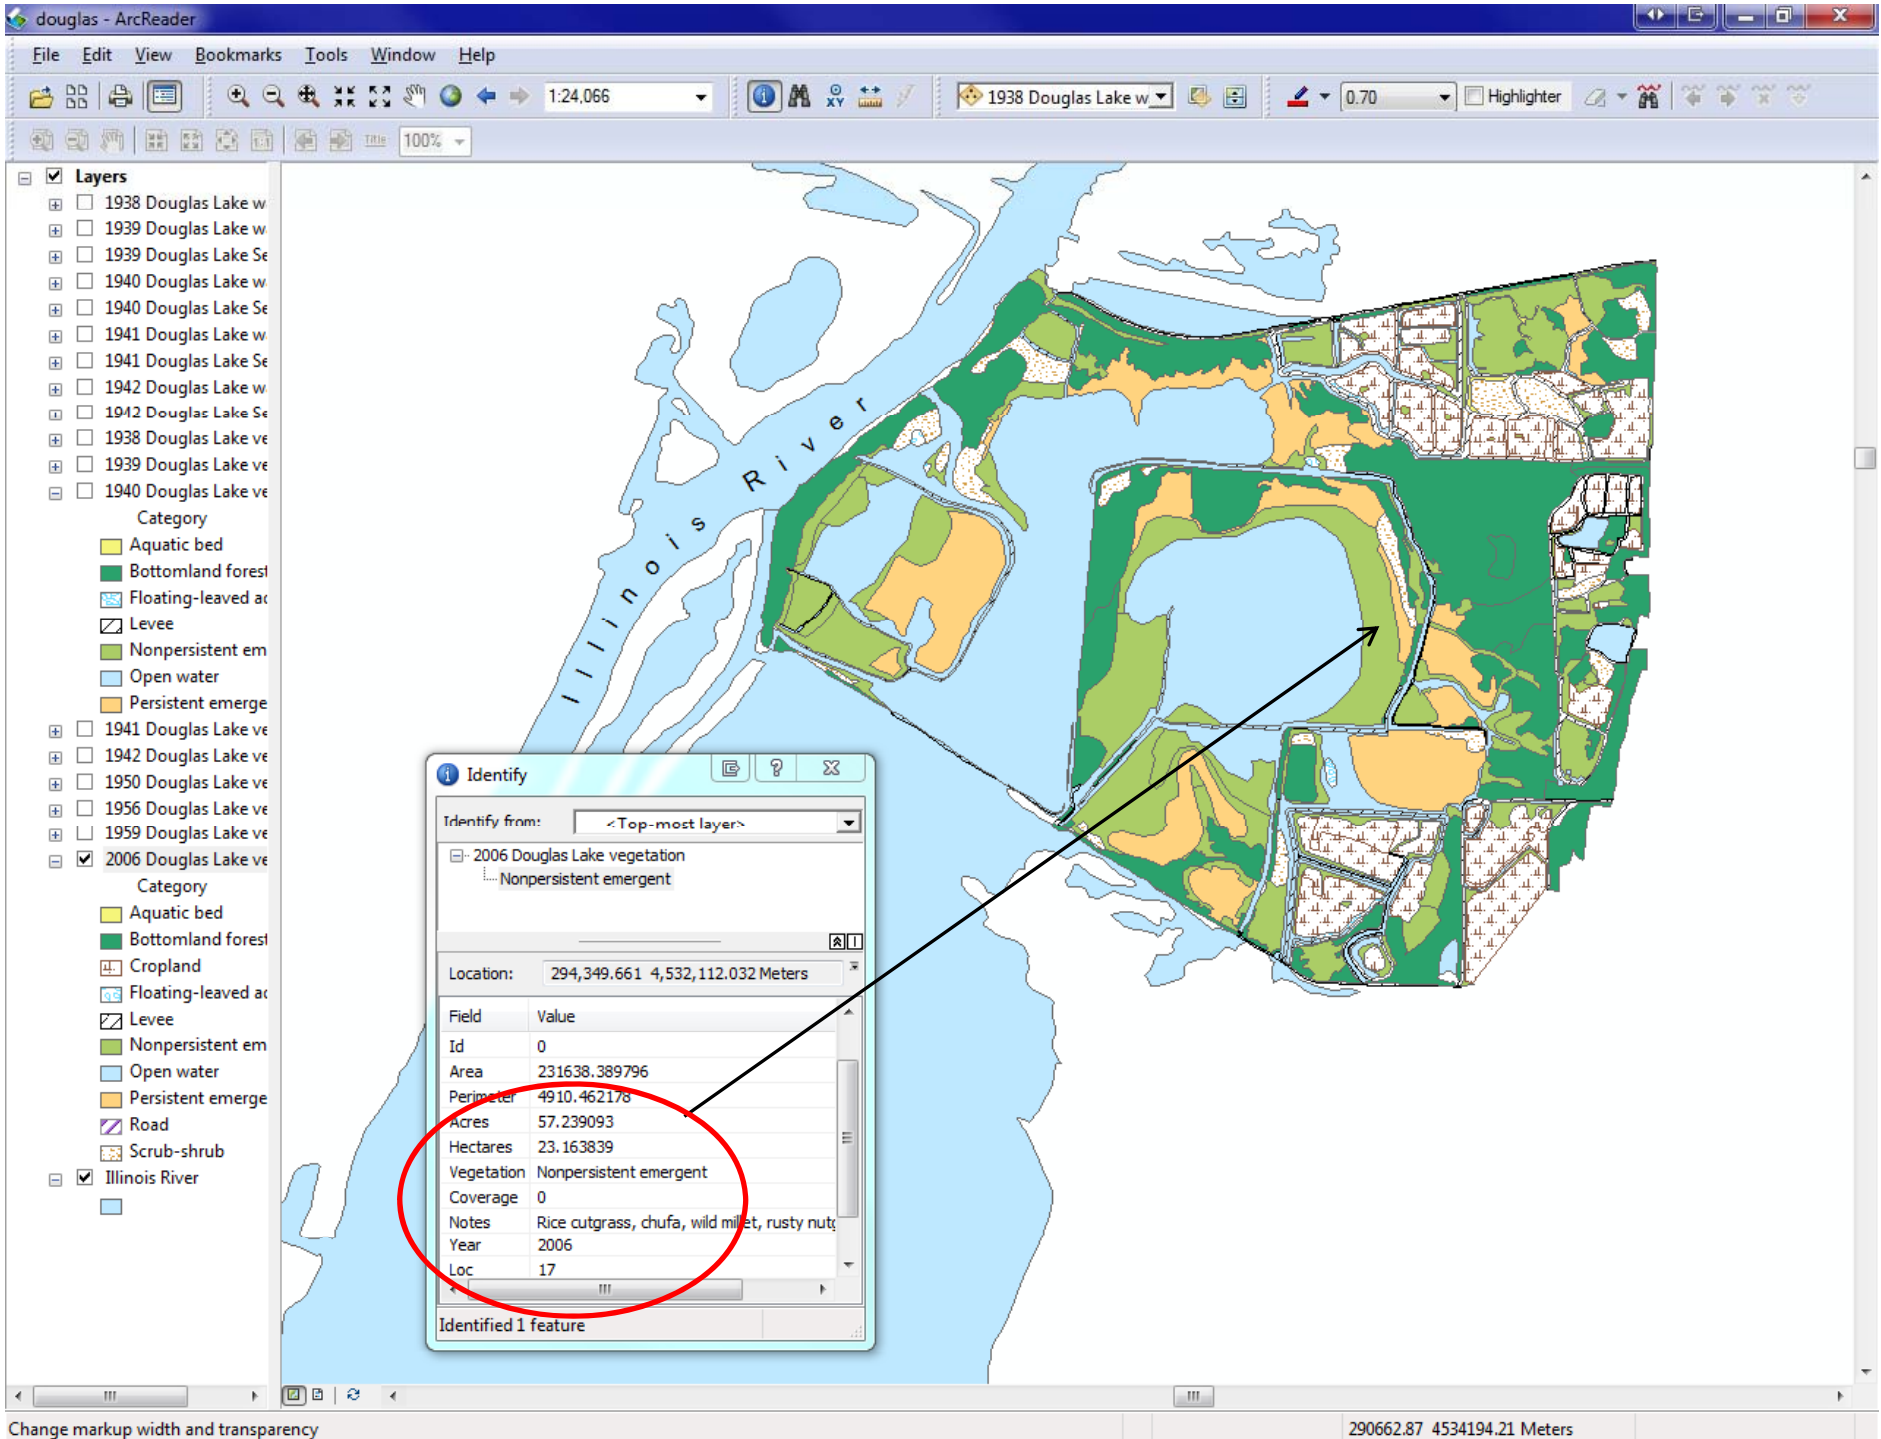 douglas - ArcReader
File Edit View Bookmarks Tools Window Help
1:24,066
XY
1938 Douglas Lake w
0.70
Highlighter
1:1
Title
100%
Layers
1938 Douglas Lake w
1939 Douglas Lake w
1939 Douglas Lake Se
1940 Douglas Lake w
1940 Douglas Lake Se
1941 Douglas Lake w
1941 Douglas Lake Se
1942 Douglas Lake w
1942 Douglas Lake Se
1938 Douglas Lake ve
1939 Douglas Lake ve
1940 Douglas Lake ve
Category
Aquatic bed
Bottomland forest
Floating-leaved a
Levee
Nonpersistent em
Open water
Persistent emerge
1941 Douglas Lake ve
1942 Douglas Lake ve
1950 Douglas Lake ve
1956 Douglas Lake ve
1959 Douglas Lake ve
2006 Douglas Lake ve
Category
Aquatic bed
Bottomland forest
Cropland
Floating-leaved a
Levee
Nonpersistent em
Open water
Persistent emerge
Road
Scrub-shrub
Illinois River
Illinois River
Identify
Identify from: <Top-most layer>
2006 Douglas Lake vegetation
Nonpersistent emergent
Location: 294,349.661 4,532,112.032 Meters
Field Value
Id 0
Area 231638.389796
Perimeter 4910.462178
Acres 57.239093
Hectares 23.163839
Vegetation Nonpersistent emergent
Coverage 0
Notes Rice cutgrass, chufa, wild millet, rusty nutg
Year 2006
Loc 17
Identified 1 feature
Change markup width and transparency
290662.87 4534194.21 Meters